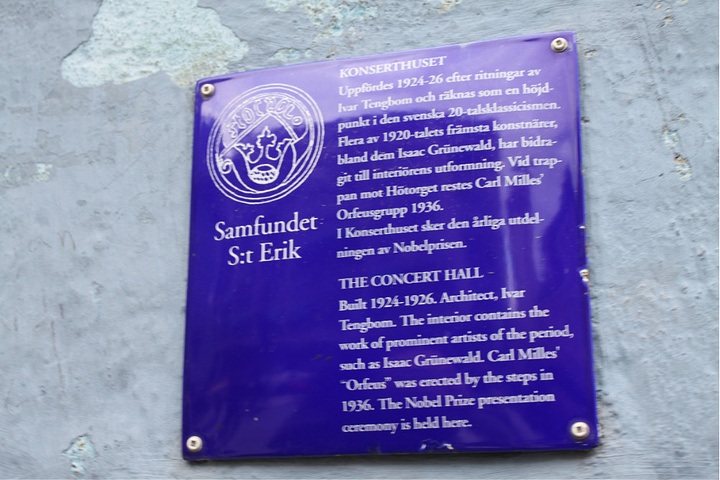 Samfundet
S:t Erik
KONSERTHUSET
Uppfördes 1924-26 efter ritningar av
Ivar Tengbom och räknas som en höjd-
punkt i den svenska 20-talsklassicismen.
Flera av 1920-talets främsta konstnärer,
bland dem Isaac Grünewald, har bidra-
git till interiörens utformning. Vid trap-
pan mot Hötorget restes Carl Milles'
Orfeusgrupp 1936.
I Konserthuset sker den årliga utdel-
ningen av Nobelprisen.
THE CONCERT HALL
Built 1924-1926. Architect, Ivar
Tengbom. The interior contains the
work of prominent artists of the period,
such as Isaac Grünewald. Carl Milles'
"Orfeus" was erected by the steps in
1936. The Nobel Prize presentation
ceremony is held here.